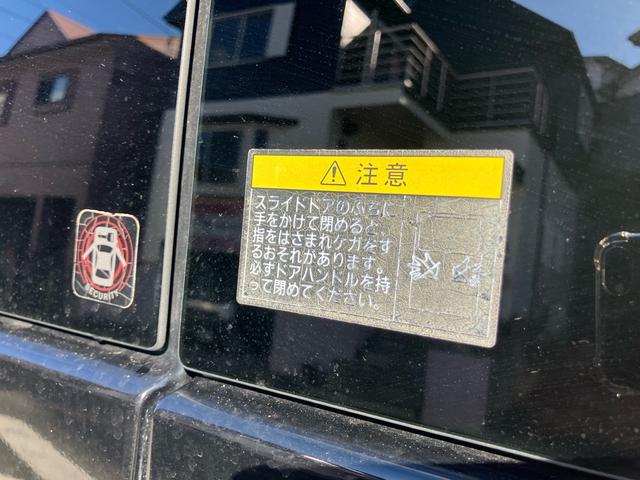 注意
スライドドアのふちに
手をかけて閉めると、
指をはさまれケガをす
るおそれがあります。
必ずドアハンドルを持
って閉めてください。
SECURITY